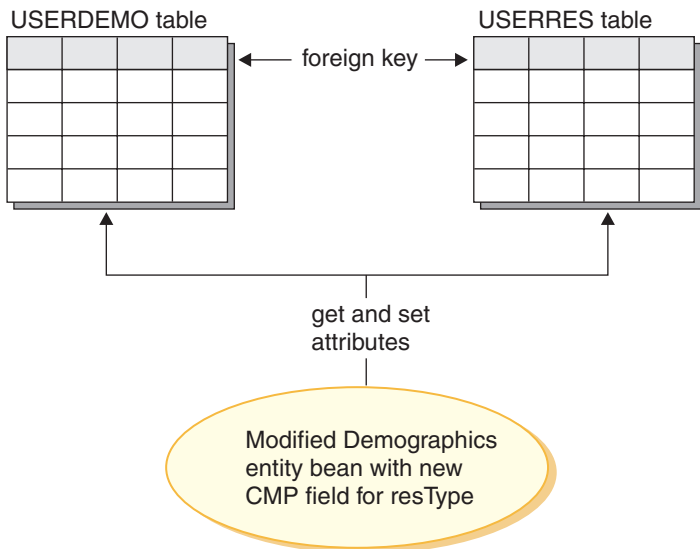 USERDEMO table
USERRES table
foreign key
get and set
attributes
Modified Demographics
entity bean with new
CMP field for resType